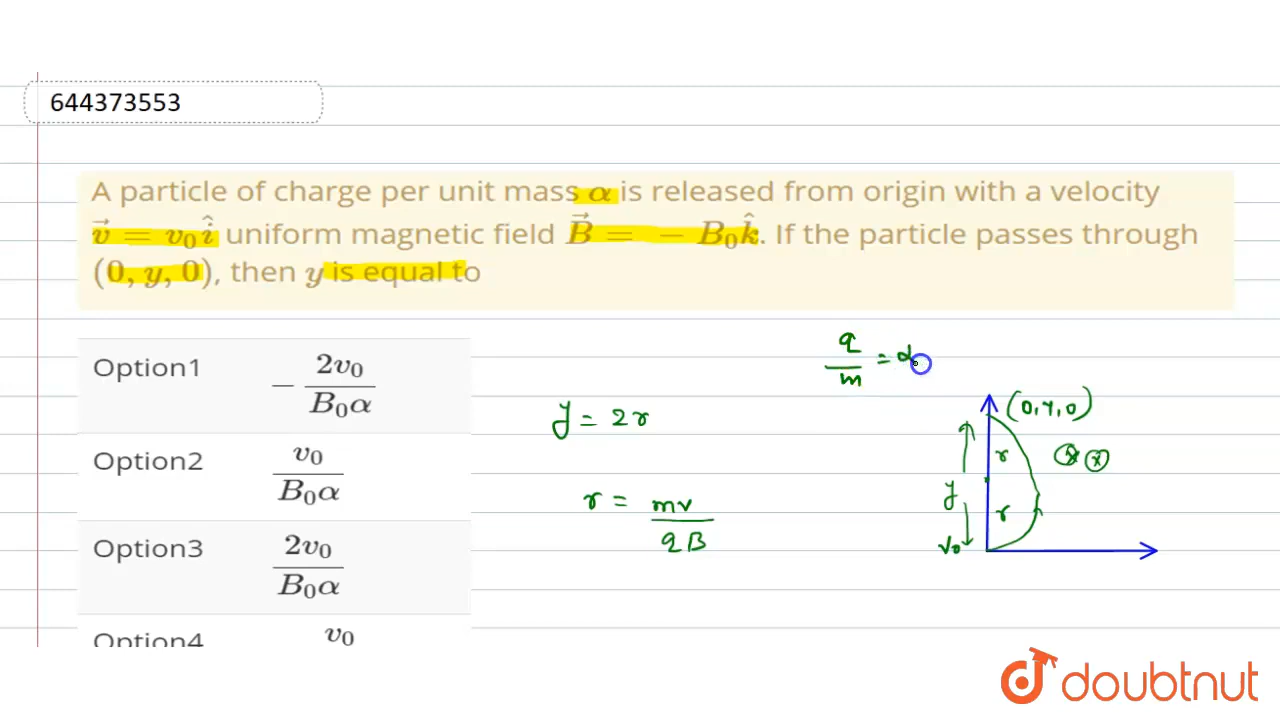 644373553
A particle of charge per unit mass α is released from origin with a velocity
v⃗ = v₀î uniform magnetic field B⃗ = −B₀k̂. If the particle passes through
(0, y, 0), then y is equal to
Option1 − 2v₀ / B₀α
Option2 v₀ / B₀α
Option3 2v₀ / B₀α
Option4 v₀
q / m = α
y = 2r
r = mv / qB
(0, y, 0)
r
y
r
v₀
doubtnut